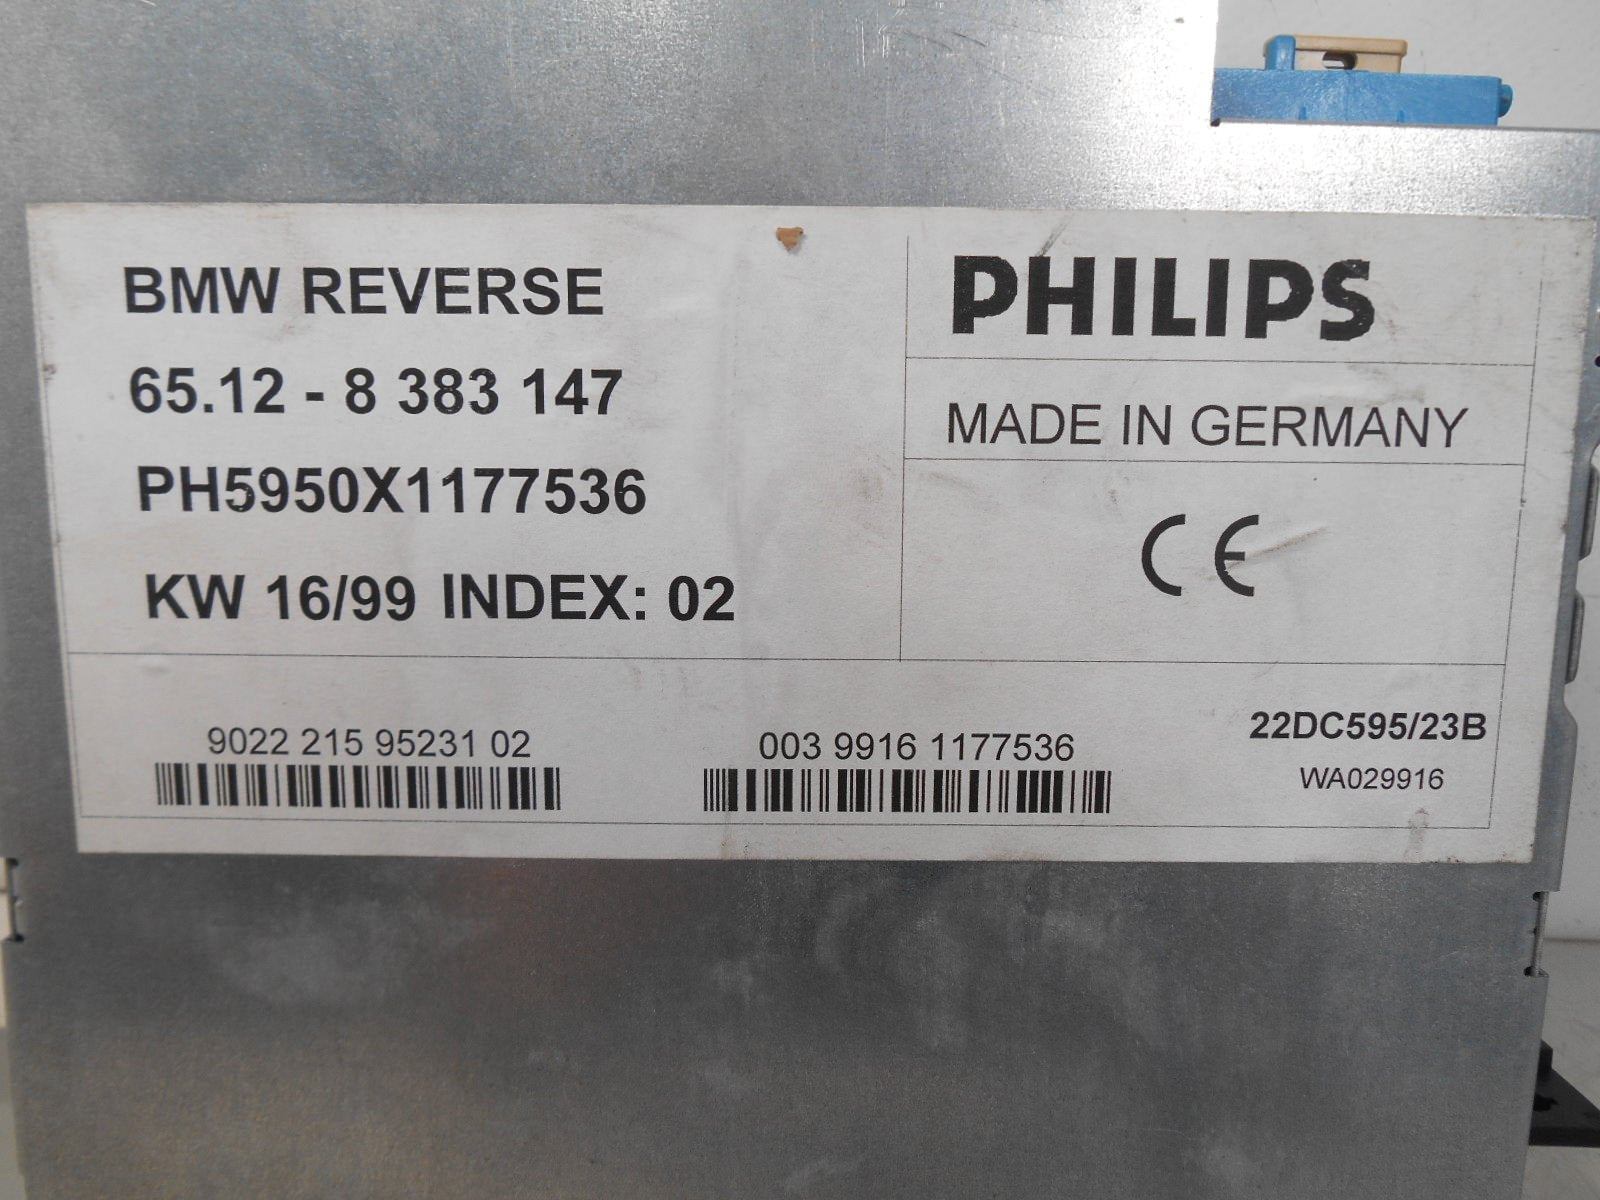 BMW REVERSE
65.12 - 8 383 147
PH5950X1177536
KW 16/99 INDEX: 02
PHILIPS
MADE IN GERMANY
CE
9022 215 95231 02
003 9916 1177536
22DC595/23B
WA029916